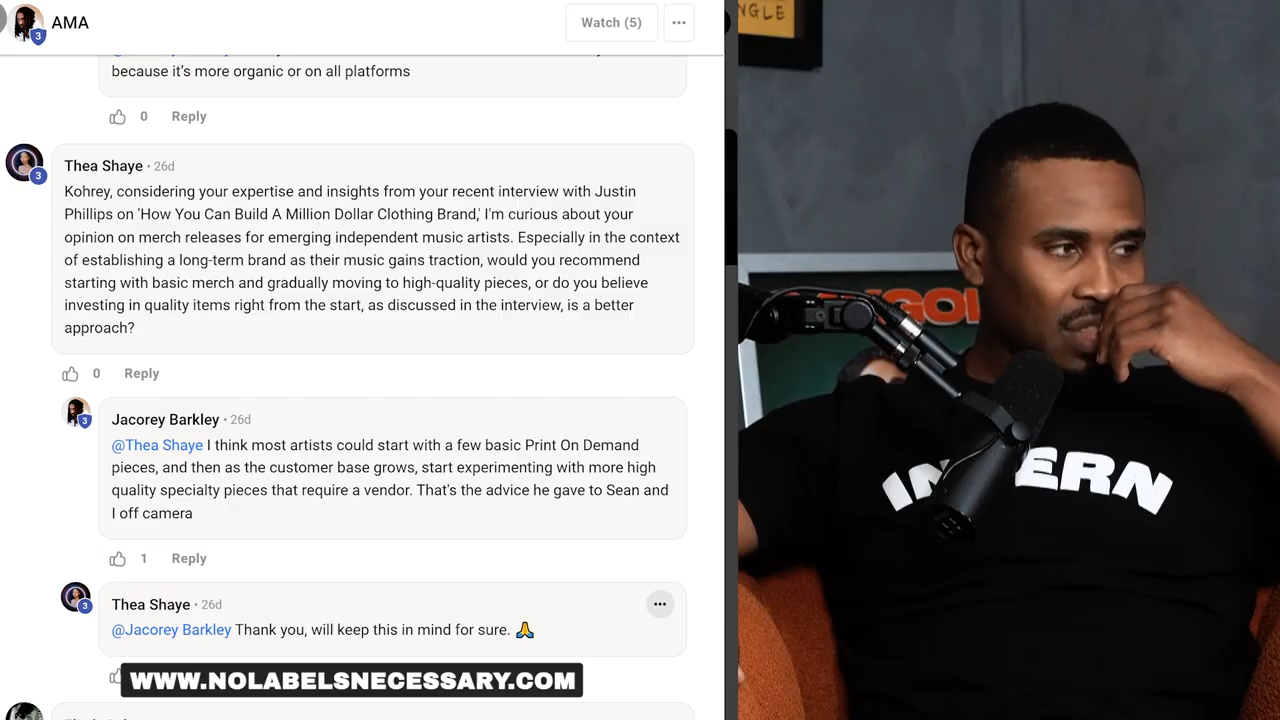 AMA
Watch (5)
3
because it's more organic or on all platforms
0 Reply
Thea Shaye • 26d
3
Kohrey, considering your expertise and insights from your recent interview with Justin
Phillips on 'How You Can Build A Million Dollar Clothing Brand,' I'm curious about your
opinion on merch releases for emerging independent music artists. Especially in the context
of establishing a long-term brand as their music gains traction, would you recommend
starting with basic merch and gradually moving to high-quality pieces, or do you believe
investing in quality items right from the start, as discussed in the interview, is a better
approach?
0 Reply
Jacorey Barkley • 26d
3
@Thea Shaye I think most artists could start with a few basic Print On Demand
pieces, and then as the customer base grows, start experimenting with more high
quality specialty pieces that require a vendor. That's the advice he gave to Sean and
I off camera
1 Reply
Thea Shaye • 26d
3
@Jacorey Barkley Thank you, will keep this in mind for sure. 🙏
WWW.NOLABELSNECESSARY.COM
NGLE